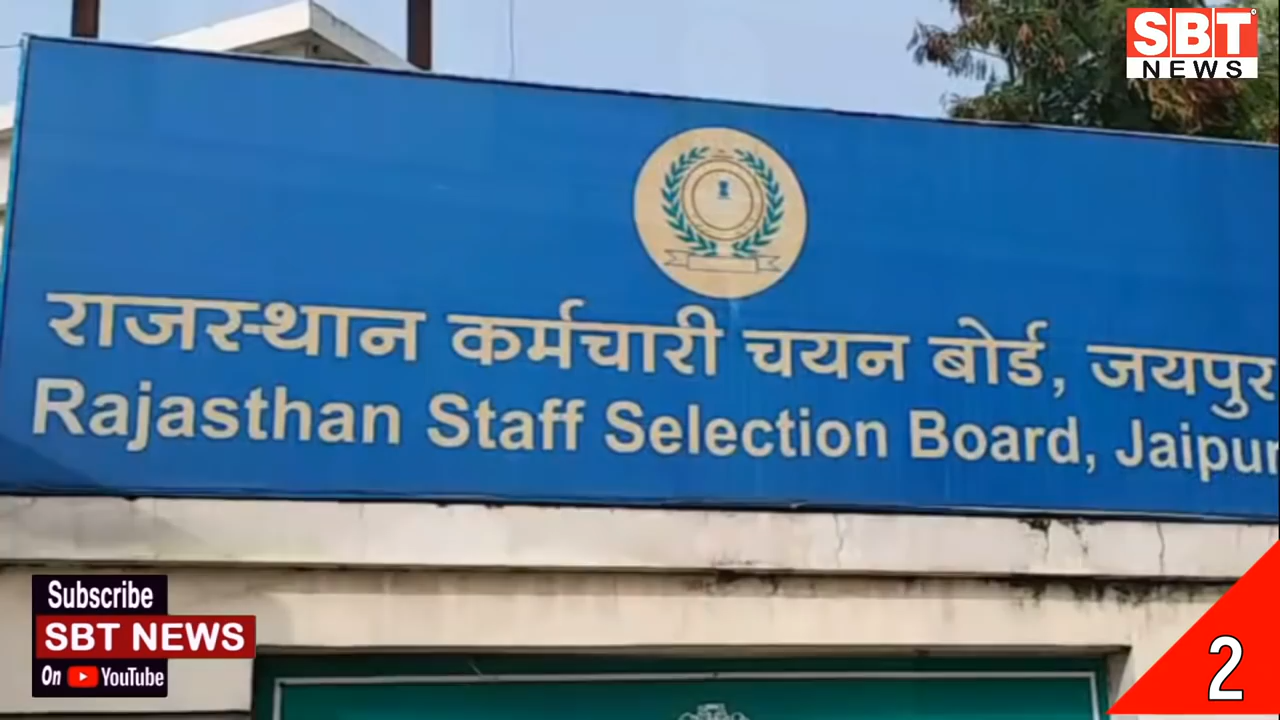 SBT
NEWS
राजस्थान कर्मचारी चयन बोर्ड, जयपुर
Rajasthan Staff Selection Board, Jaipur
Subscribe
SBT NEWS
On YouTube
2